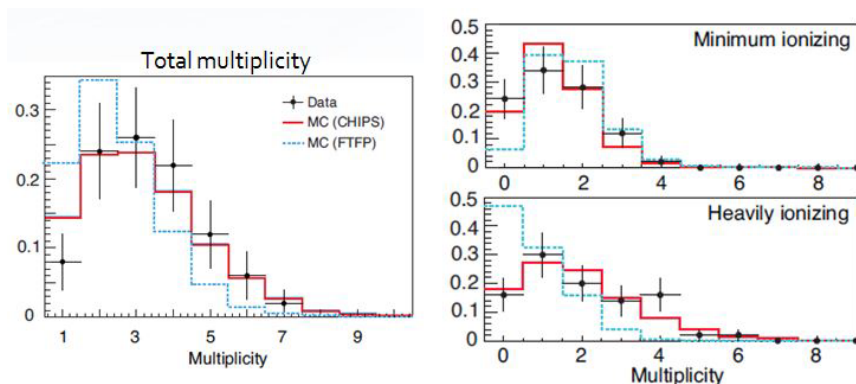 Total multiplicity
0.3
0.2
0.1
0
Data
MC (CHIPS)
MC (FTFP)
1 3 5 7 9
Multiplicity
0.5
0.4
0.3
0.2
0.1
0
Minimum ionizing
0 2 4 6 8
0.5
0.4
0.3
0.2
0.1
0
Heavily ionizing
0 2 4 6 8
Multiplicity